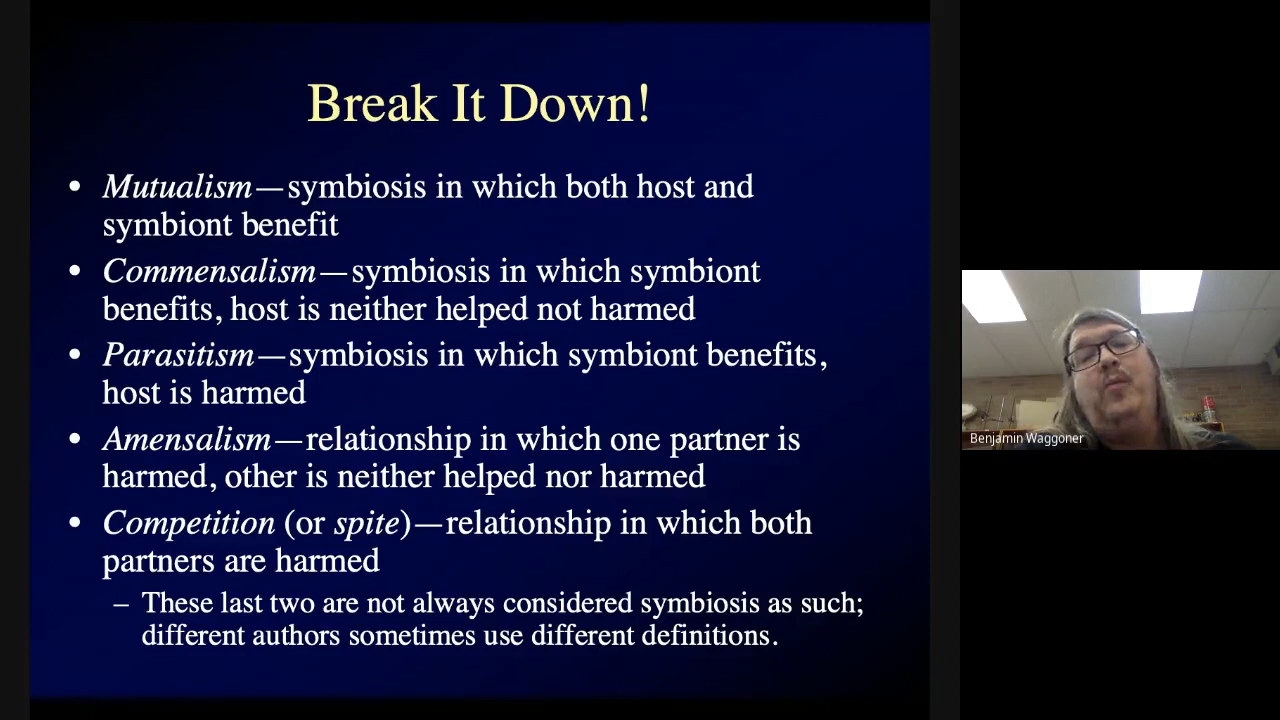 Break It Down!
• Mutualism—symbiosis in which both host and
symbiont benefit
• Commensalism—symbiosis in which symbiont
benefits, host is neither helped not harmed
• Parasitism—symbiosis in which symbiont benefits,
host is harmed
• Amensalism—relationship in which one partner is
harmed, other is neither helped nor harmed
• Competition (or spite)—relationship in which both
partners are harmed
– These last two are not always considered symbiosis as such;
different authors sometimes use different definitions.
Benjamin Waggoner